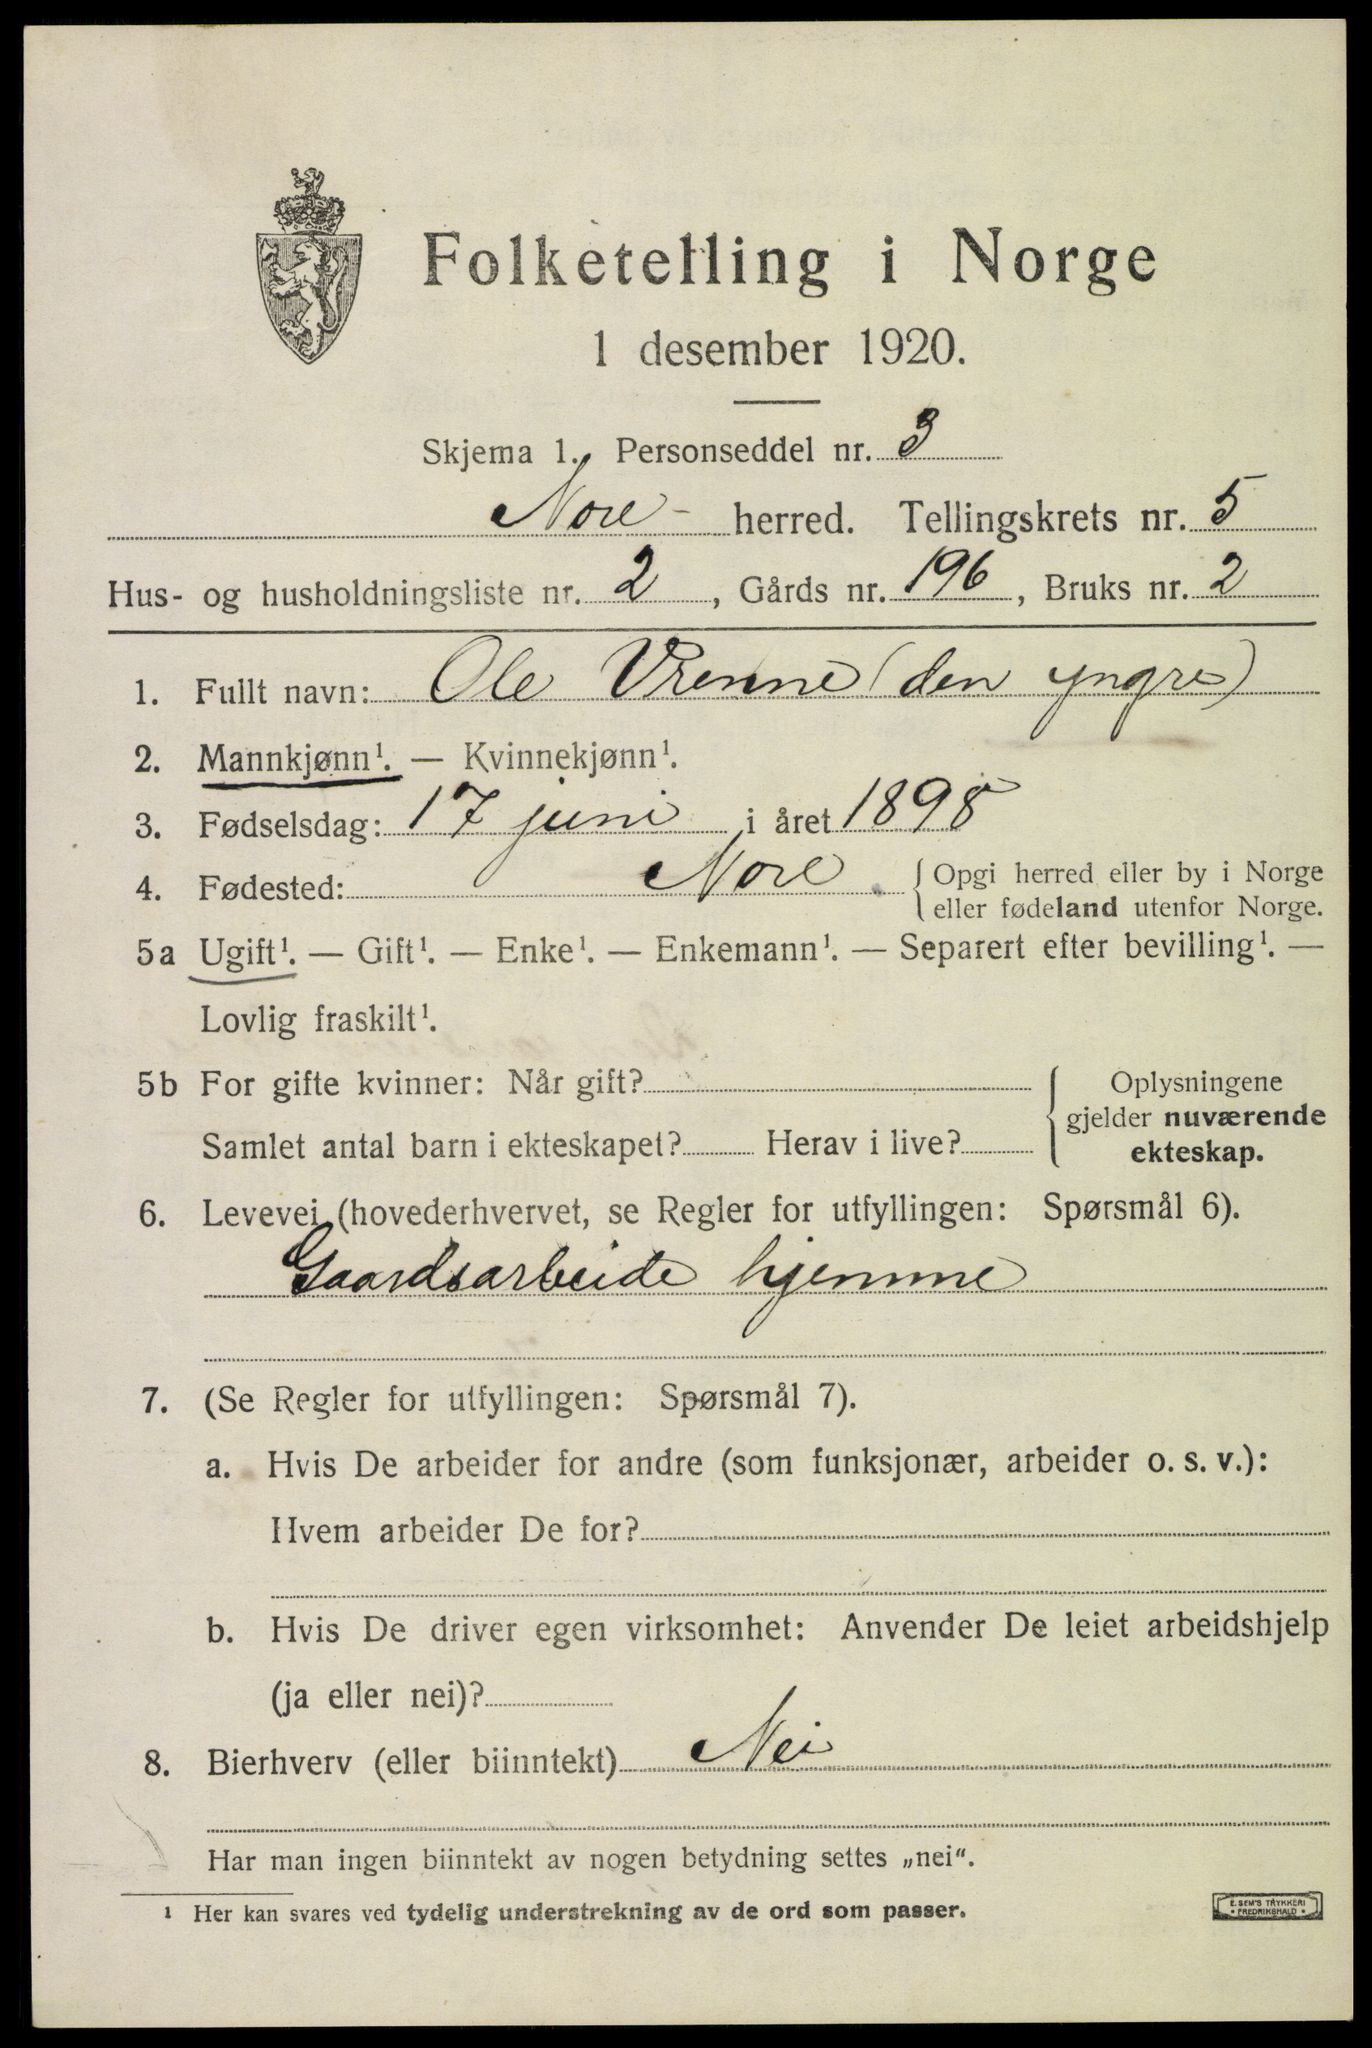 Folketelling i Norge
1 desember 1920.
Skjema 1. Personseddel nr. 3
Nore herred. Tellingskrets nr. 5
Hus- og husholdningsliste nr. 2, Gårds nr. 196, Bruks nr. 2
1. Fullt navn: Ole Vrenne (den yngre)
2. Mannkjønn¹. — Kvinnekjønn¹.
3. Fødselsdag: 17 juni i året 1898
4. Fødested: Nore { Opgi herred eller by i Norge
eller fødeland utenfor Norge.
5a Ugift¹. — Gift¹. — Enke¹. — Enkemann¹. — Separert efter bevilling¹. —
Lovlig fraskilt¹.
5b For gifte kvinner: Når gift?
Samlet antal barn i ekteskapet? Herav i live?
Oplysningene
gjelder nuværende
ekteskap.
6. Levevei (hovederhvervet, se Regler for utfyllingen: Spørsmål 6).
Gaardsarbeide hjemme
7. (Se Regler for utfyllingen: Spørsmål 7).
a. Hvis De arbeider for andre (som funksjonær, arbeider o. s. v.):
Hvem arbeider De for?
b. Hvis De driver egen virksomhet: Anvender De leiet arbeidshjelp
(ja eller nei)?
8. Bierhverv (eller biinntekt) Nei
Har man ingen biinntekt av nogen betydning settes „nei“.
¹ Her kan svares ved tydelig understrekning av de ord som passer.
E. SEM'S TRYKKERI
• FREDRIKSHALD •